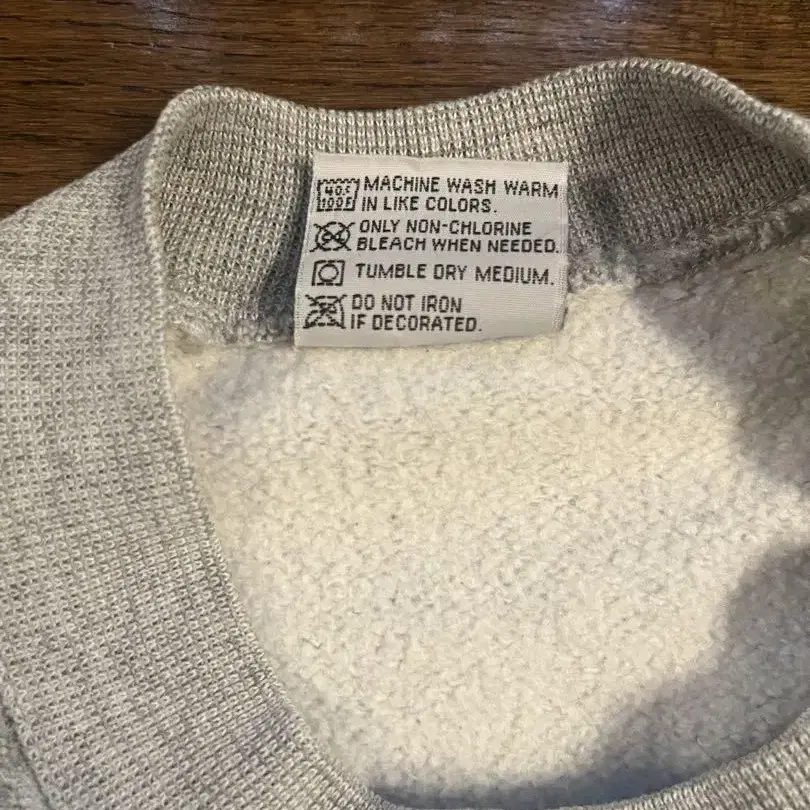 40.C MACHINE WASH WARM
100F IN LIKE COLORS.
ONLY NON-CHLORINE
BLEACH WHEN NEEDED.
TUMBLE DRY MEDIUM.
DO NOT IRON
IF DECORATED.